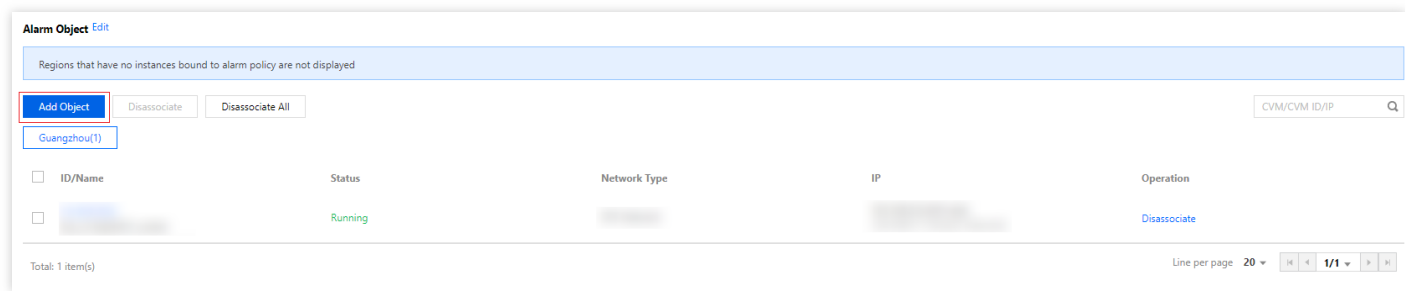 Alarm Object Edit
Regions that have no instances bound to alarm policy are not displayed
Add Object Disassociate Disassociate All CVM/CVM ID/IP
Guangzhou(1)
ID/Name Status Network Type IP Operation
Running Disassociate
Total: 1 item(s) Line per page 20 1/1